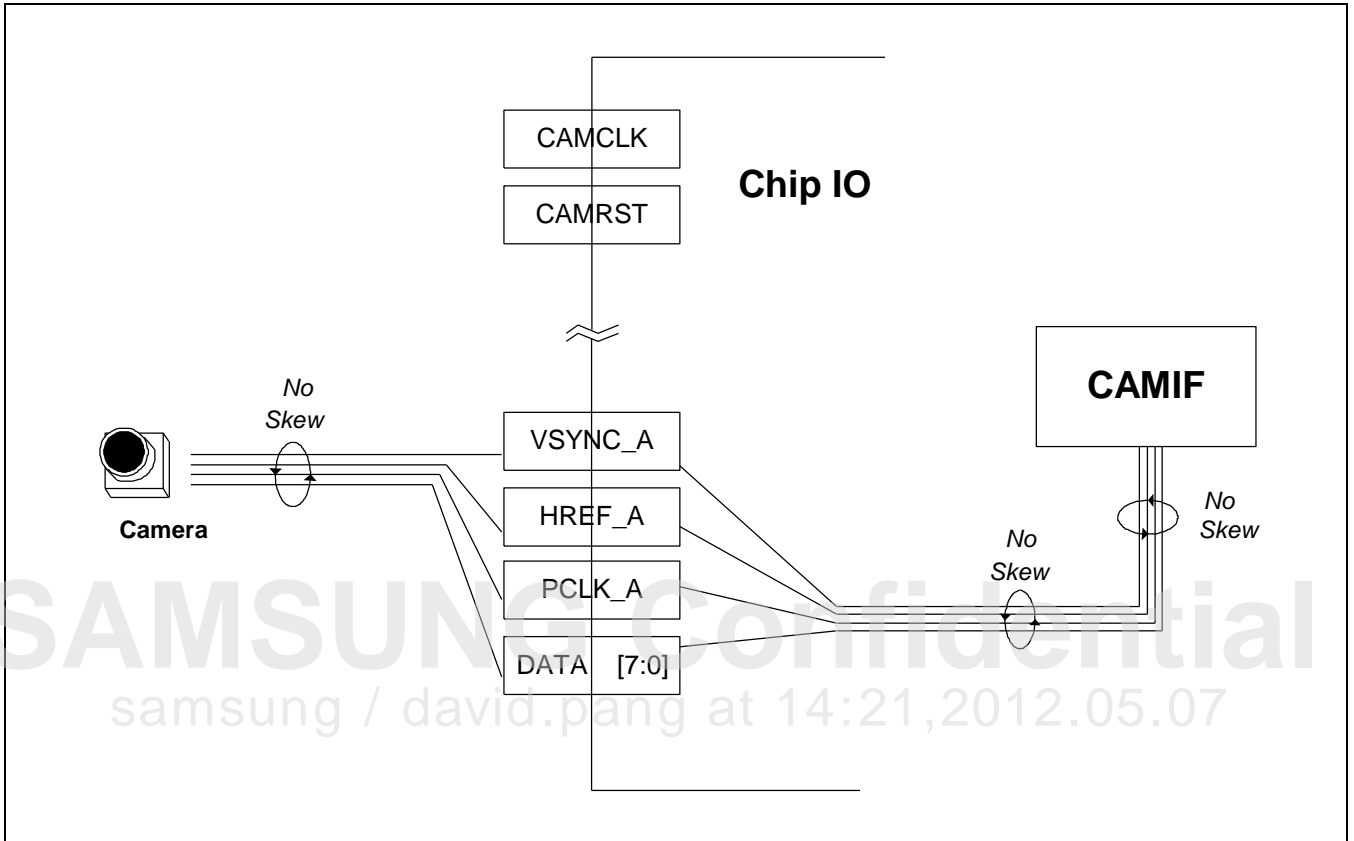 CAMCLK
Chip IO
CAMRST
CAMIF
No
Skew
VSYNC_A
No
Skew
HREF_A
Camera
No
Skew
PCLK_A
DATA [7:0]
SAMSUNG Confidential
samsung / david.pang at 14:21,2012.05.07